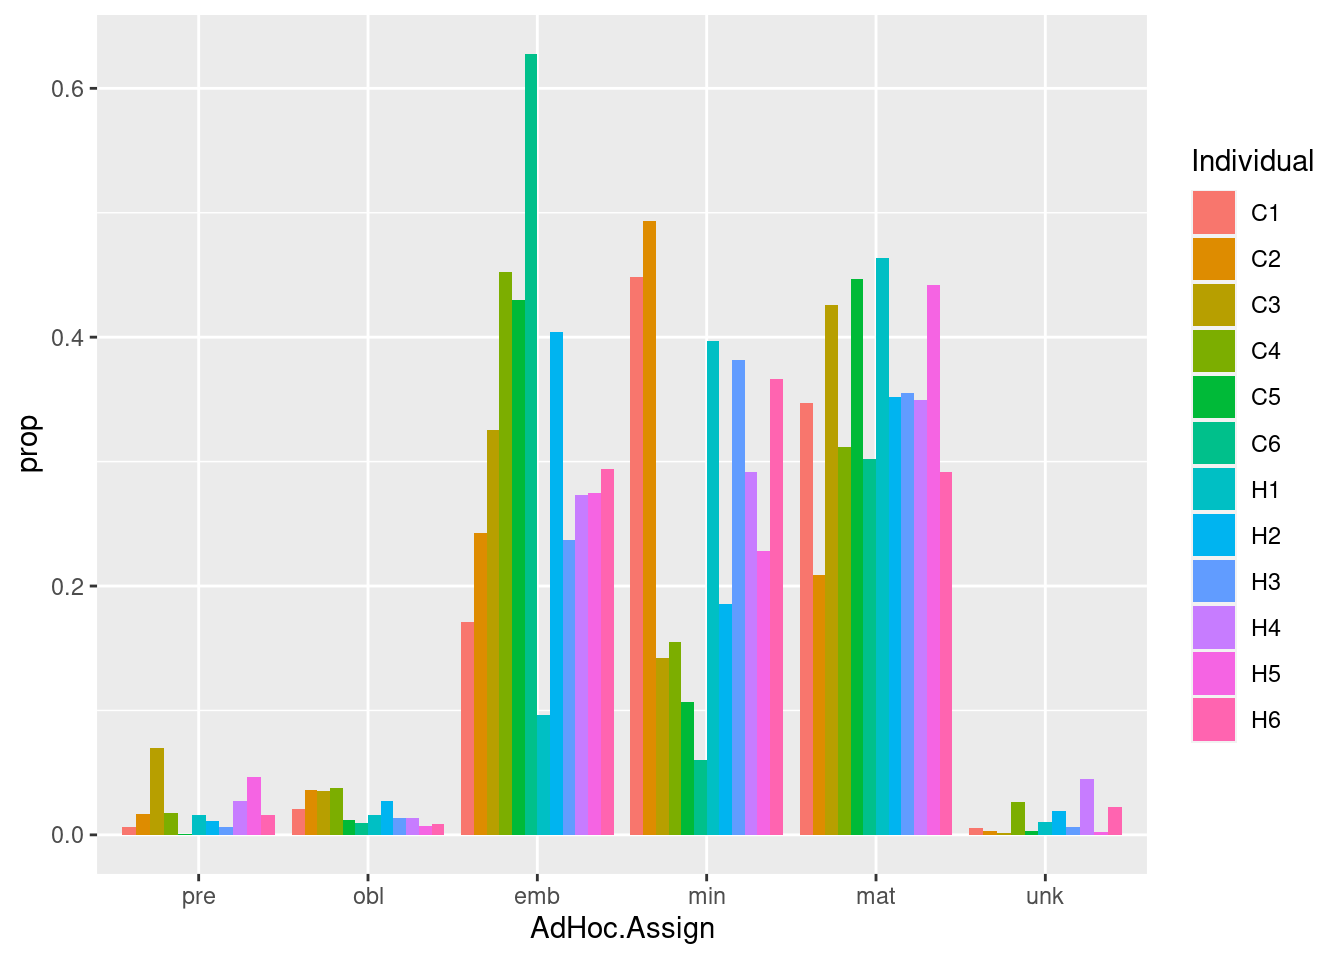 0.6
0.4
0.2
0.0
prop
pre obl emb min mat unk
AdHoc.Assign
Individual
C1
C2
C3
C4
C5
C6
H1
H2
H3
H4
H5
H6